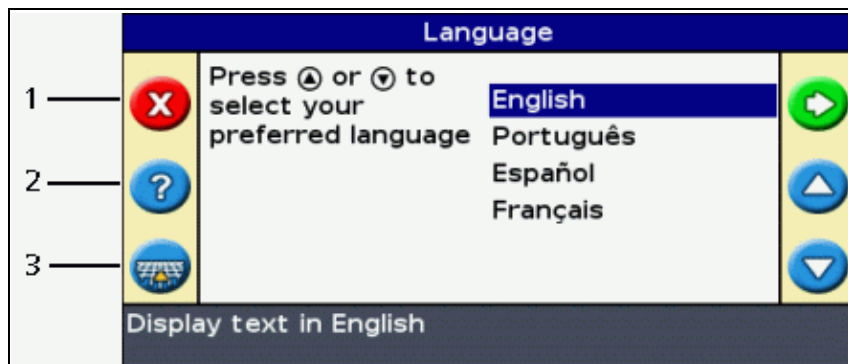 Language
1
Press or to
select your
preferred language
English
Português
Español
Français
X
2
?
3
Display text in English